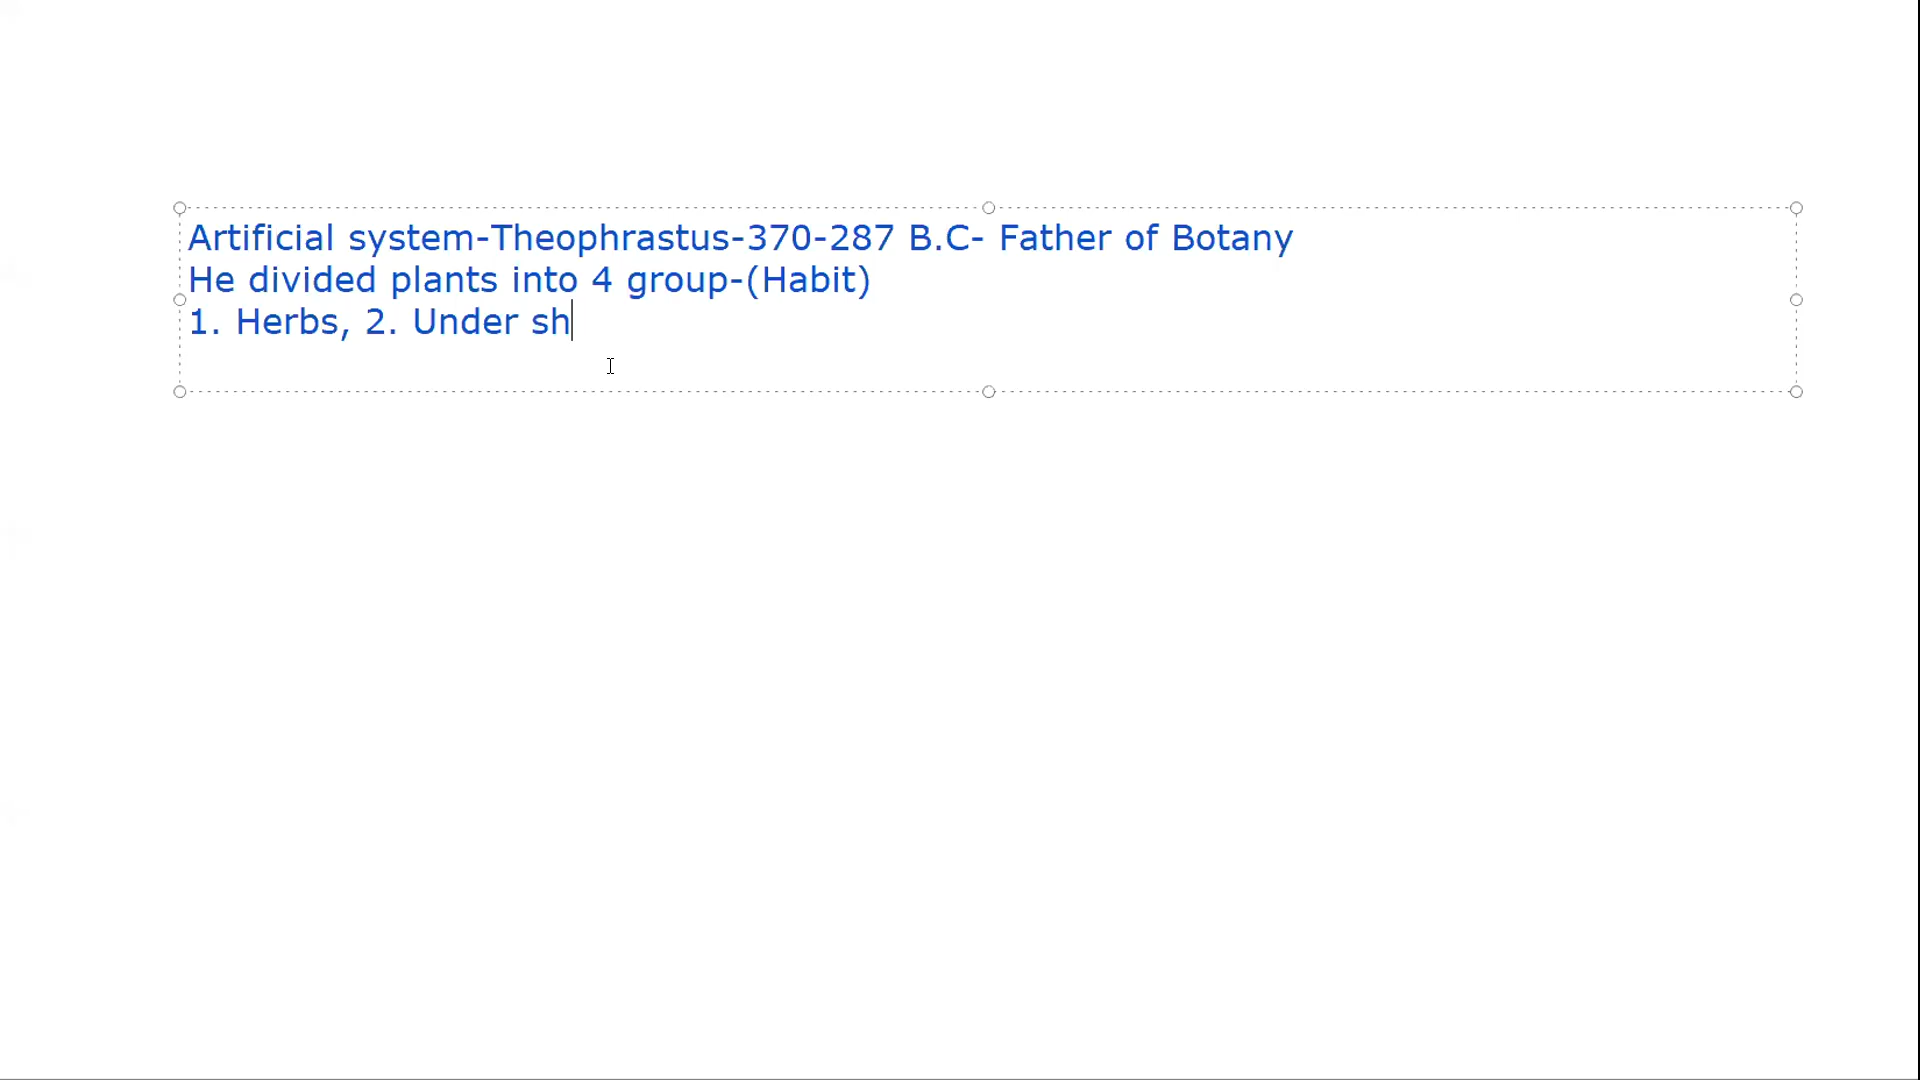 Artificial system-Theophrastus-370-287 B.C- Father of Botany
He divided plants into 4 group-(Habit)
1. Herbs, 2. Under sh